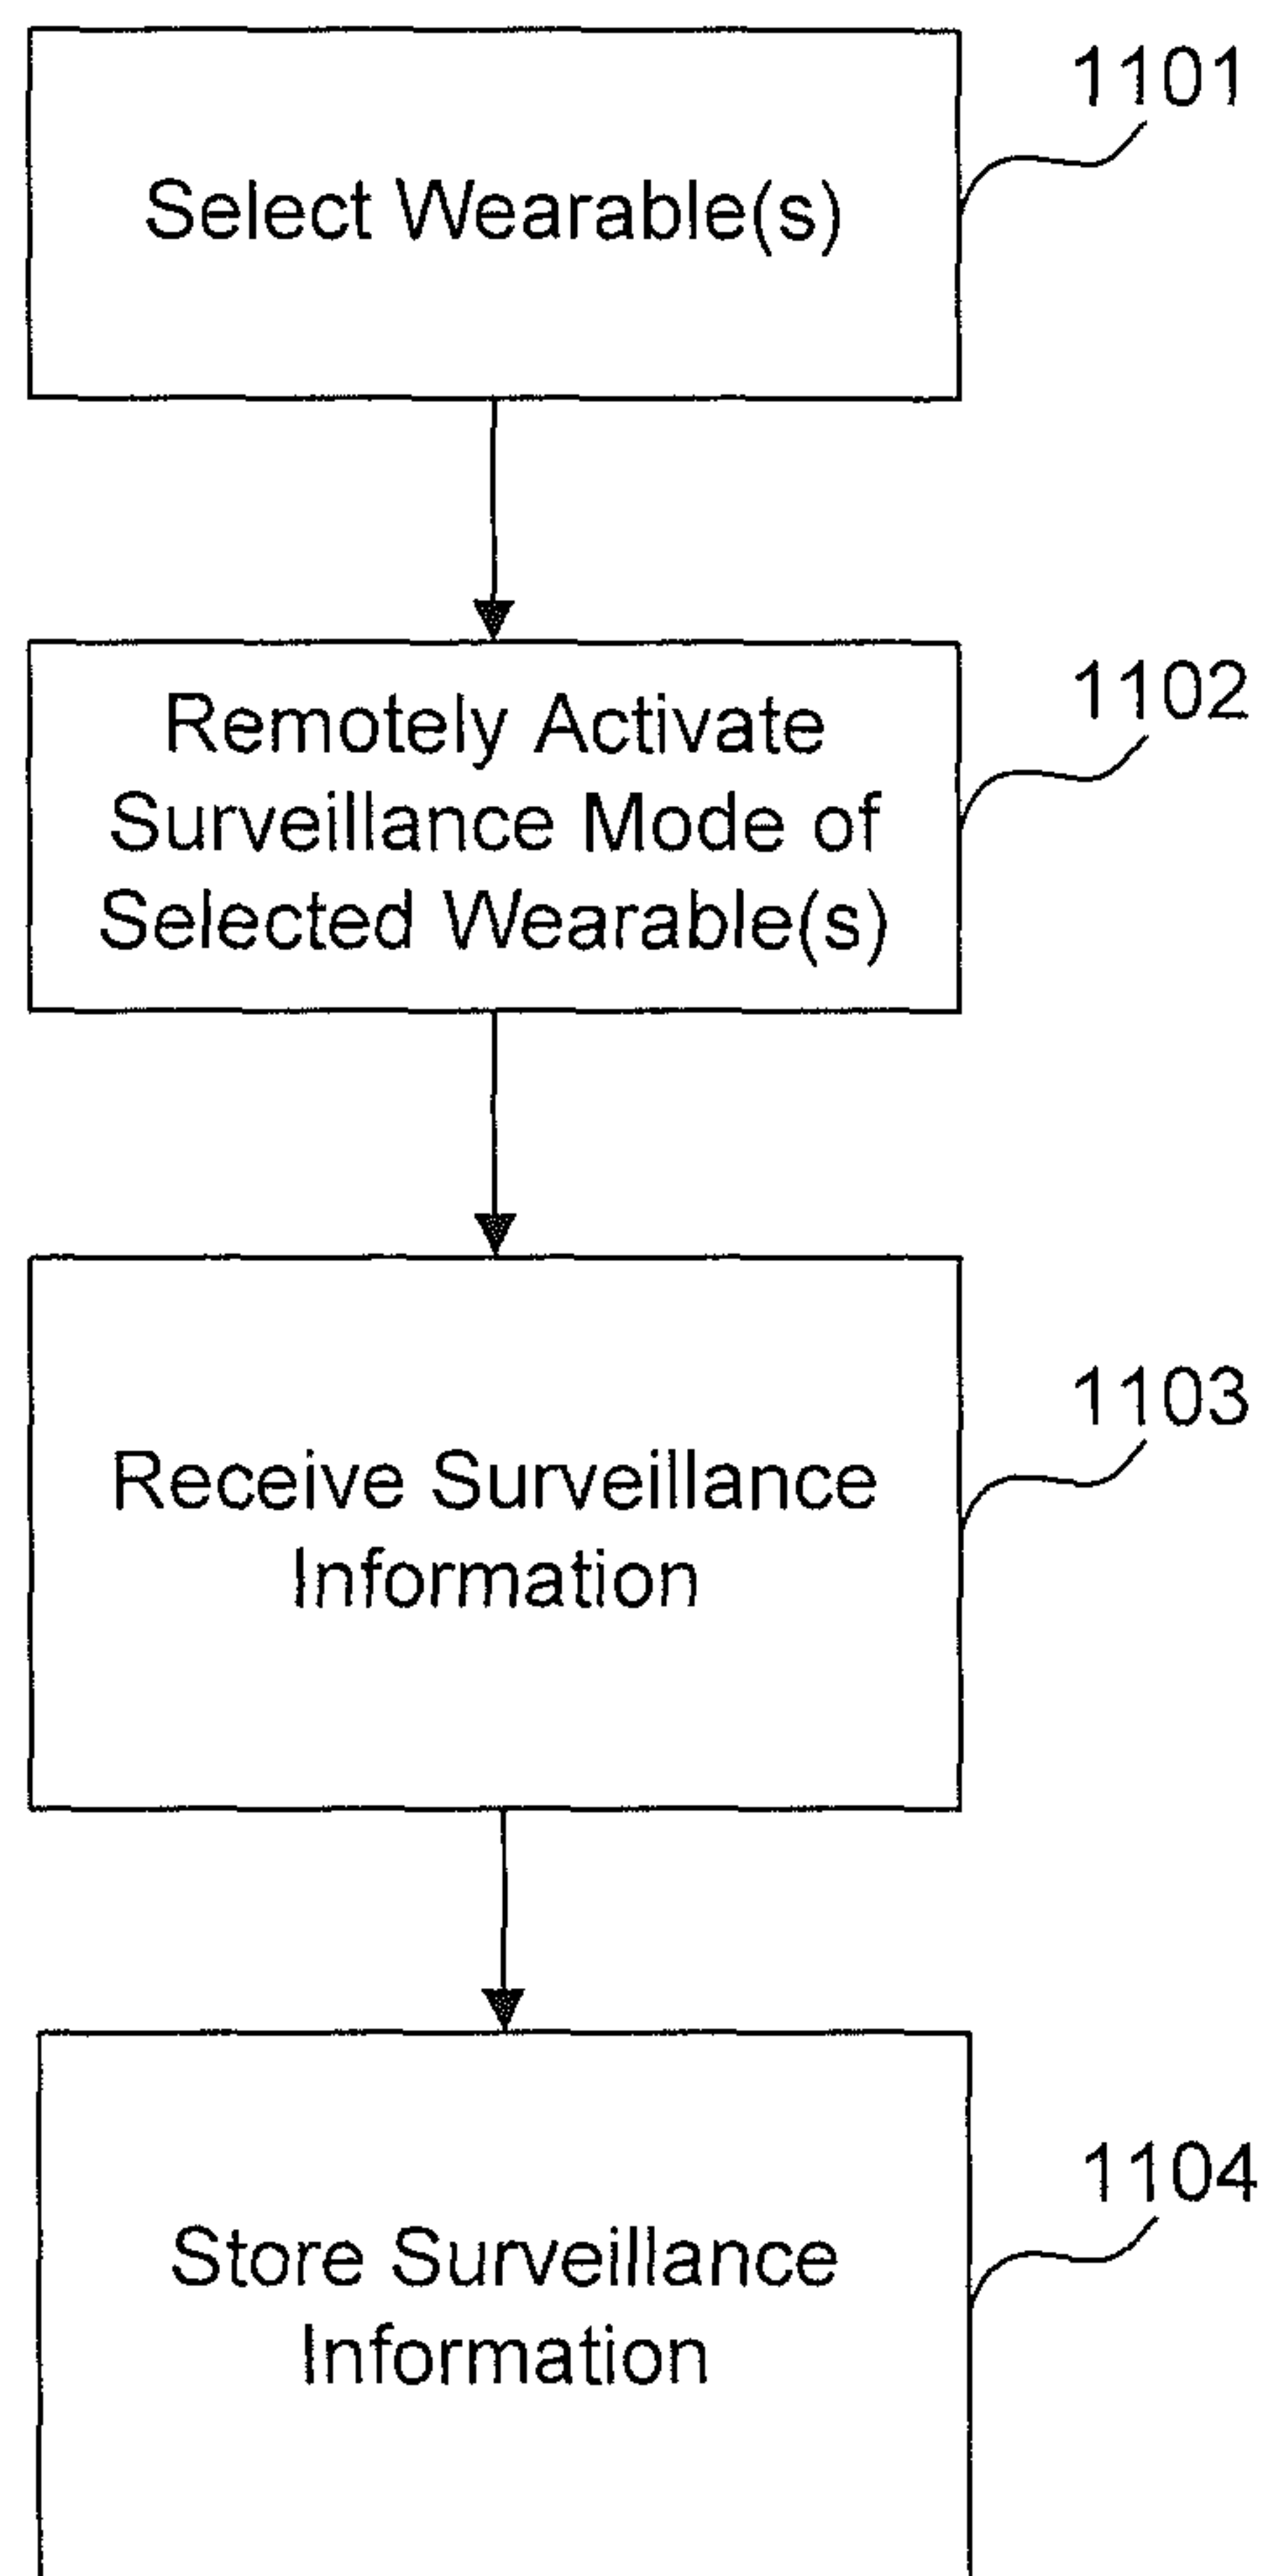 Select Wearable(s)
1101
Remotely Activate
Surveillance Mode of
Selected Wearable(s)
1102
Receive Surveillance
Information
1103
Store Surveillance
Information
1104